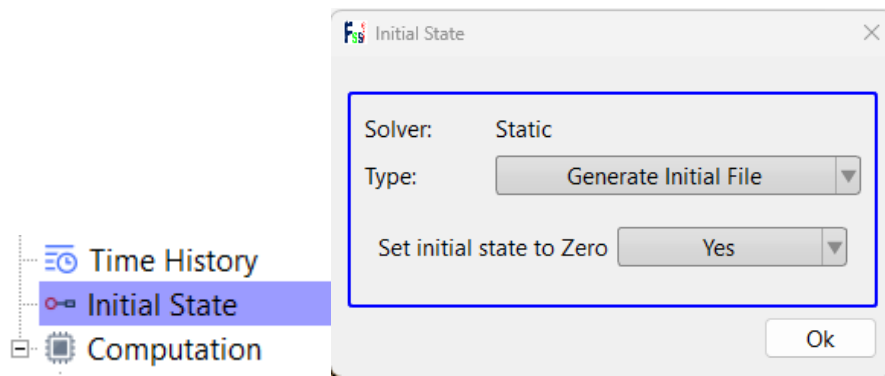 Fssi Initial State
Solver: Static
Type: Generate Initial File
Set initial state to Zero Yes
Ok
Time History
Initial State
Computation